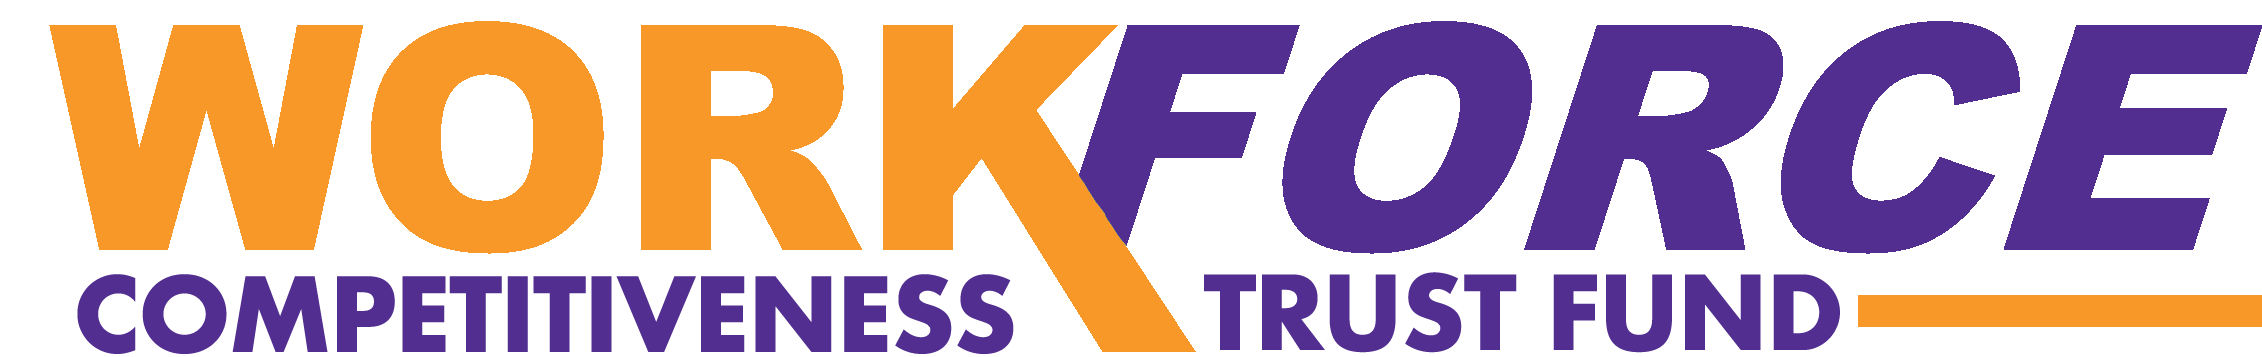 WORKFORCE
COMPETITIVENESS TRUST FUND